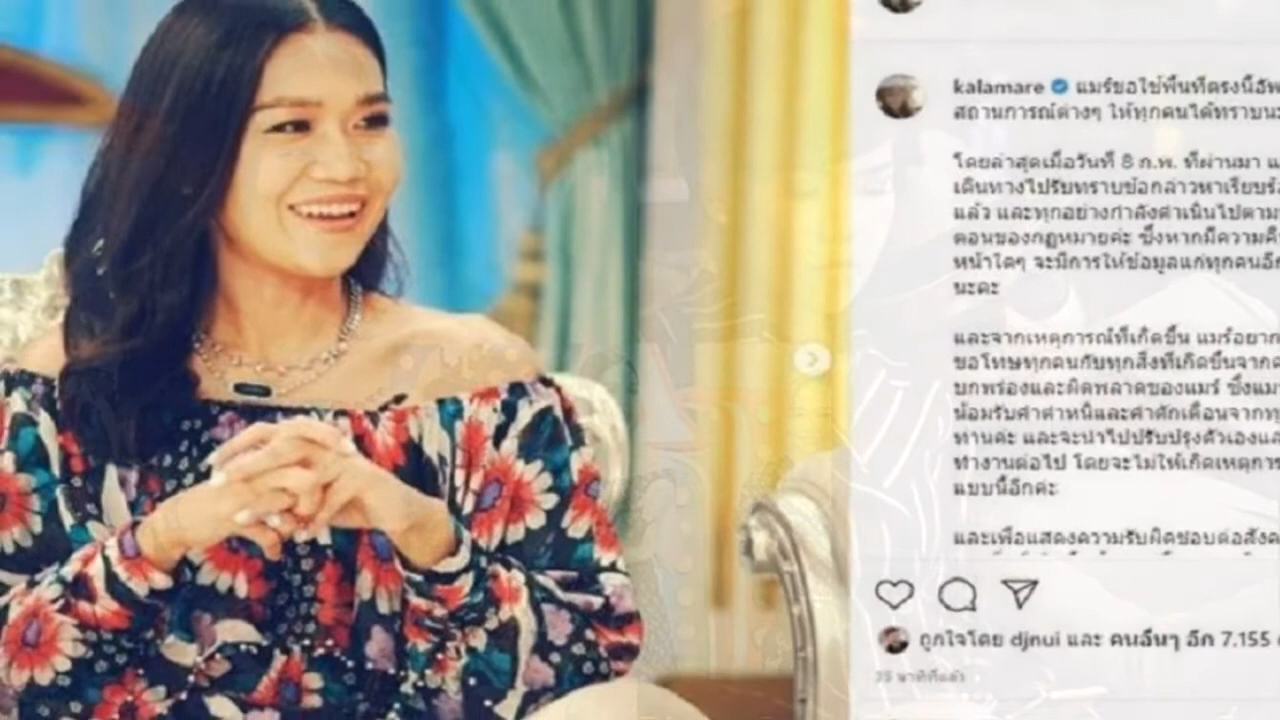 kalamare แมร์ขอใช้พื้นที่ตรงนี้อัพ
สถานการณ์ต่างๆ ให้ทุกคนได้ทราบนะ
โดยล่าสุดเมื่อวันที่ 8 ก.พ. ที่ผ่านมา แ
เดินทางไปรับทราบข้อกล่าวหาเรียบร้
แล้ว และทุกอย่างกำลังดำเนินไปตาม
ตอนของกฎหมายค่ะ ซึ่งหากมีความคื
หน้าใดๆ จะมีการให้ข้อมูลแก่ทุกคนอีก
นะคะ
และจากเหตุการณ์ที่เกิดขึ้น แมร์อยาก
ขอโทษทุกคนกับทุกสิ่งที่เกิดขึ้นจากค
บกพร่องและผิดพลาดของแมร์ ซึ่งแม
น้อมรับคำตำหนิและคำตักเตือนจากทุ
ท่านค่ะ และจะนำไปปรับปรุงตัวเองแล
ทำงานต่อไป โดยจะไม่ให้เกิดเหตุการ
แบบนี้อีกค่ะ
และเพื่อแสดงความรับผิดชอบต่อสังค
ถูกใจโดย djnui และ คนอื่นๆ อีก 7,155
25 นาทีที่แล้ว